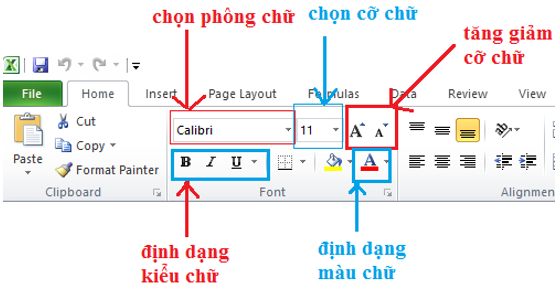 chọn phông chữ
chọn cỡ chữ
tăng giảm
cỡ chữ
File Home Insert Page Layout Formulas Data Review View
Cut
Calibri 11 A A
Paste
Copy
B I U A
Format Painter
Clipboard Font Alignmen
định dạng
kiểu chữ
định dạng
màu chữ